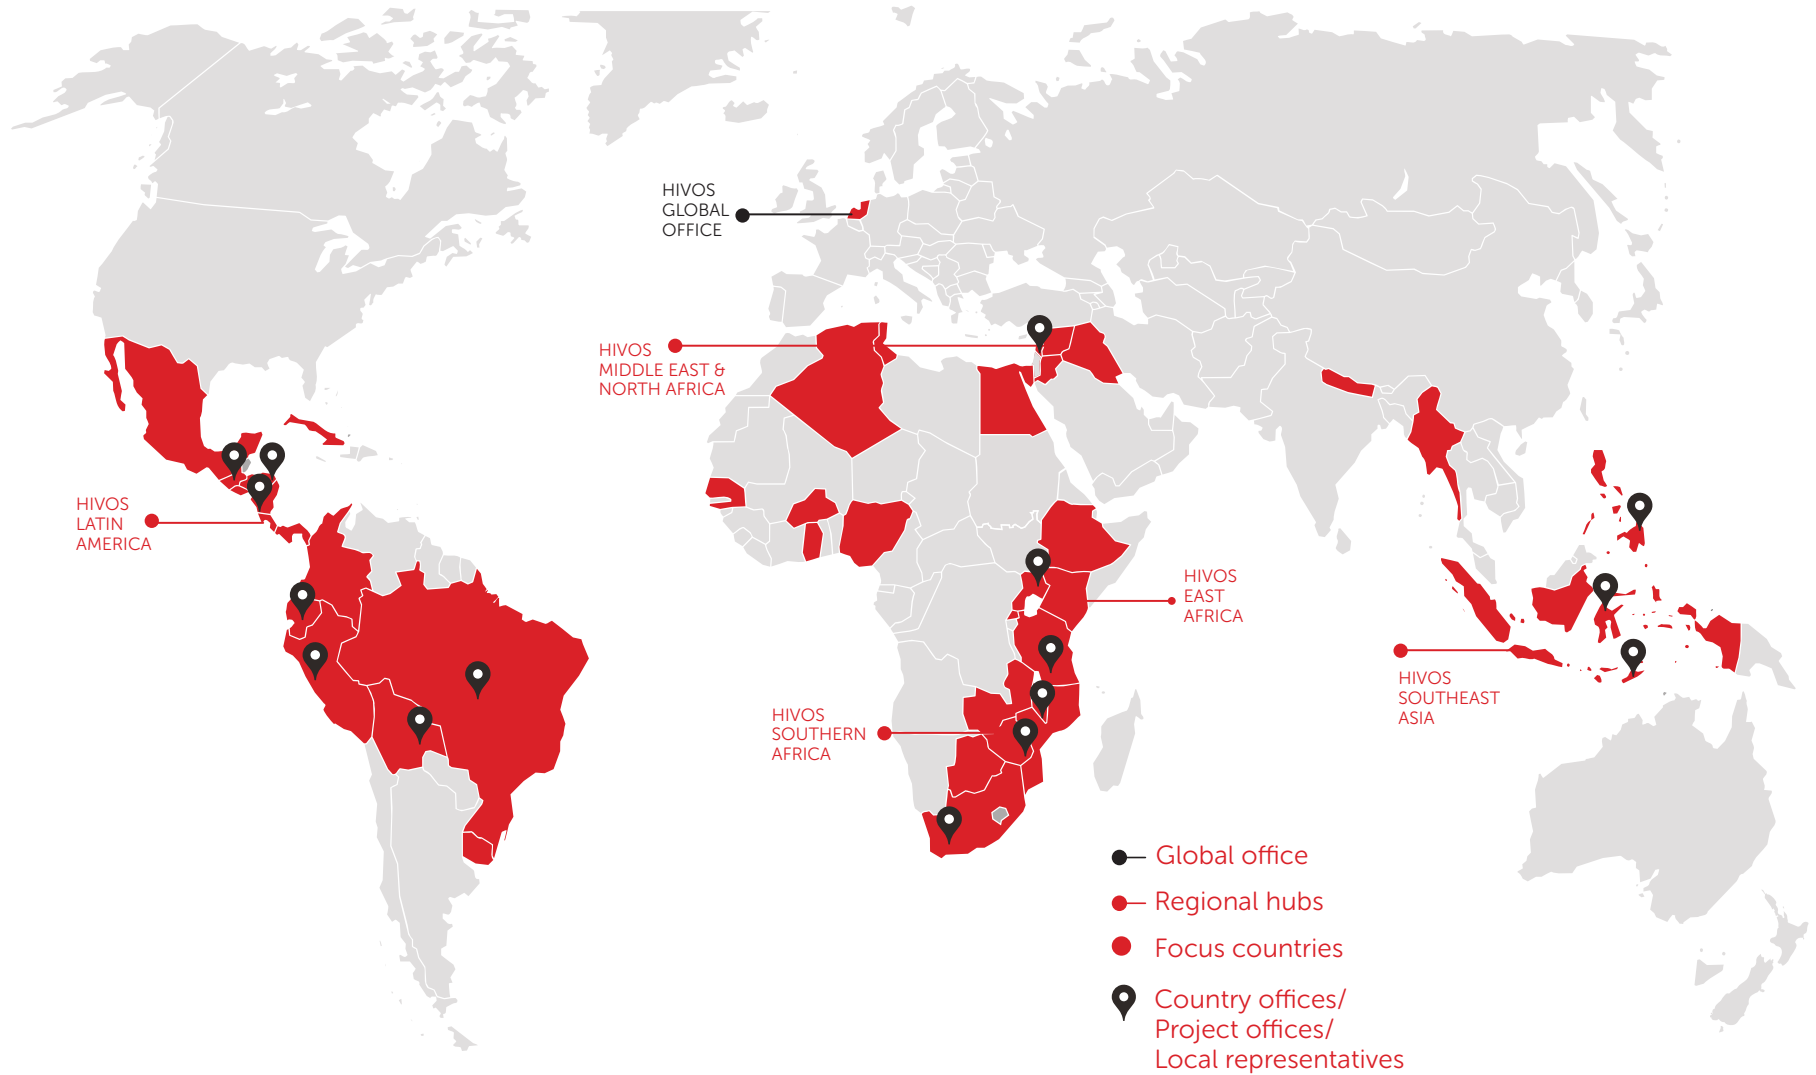 HIVOS
GLOBAL
OFFICE
HIVOS
MIDDLE EAST &
NORTH AFRICA
HIVOS
LATIN
AMERICA
HIVOS
EAST
AFRICA
HIVOS
SOUTHERN
AFRICA
HIVOS
SOUTHEAST
ASIA
Global office
Regional hubs
Focus countries
Country offices/
Project offices/
Local representatives